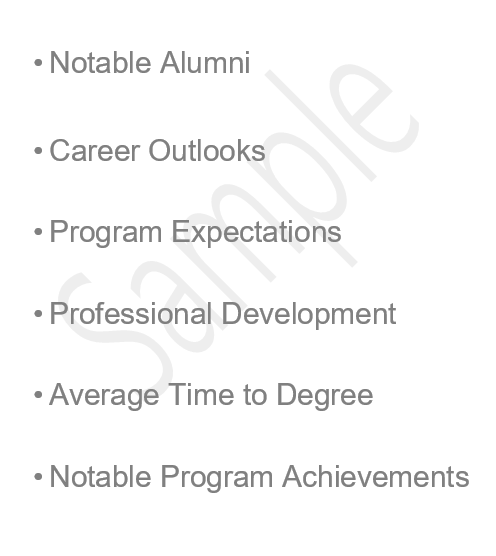 • Notable Alumni
• Career Outlooks
• Program Expectations
• Professional Development
• Average Time to Degree
• Notable Program Achievements
Sample